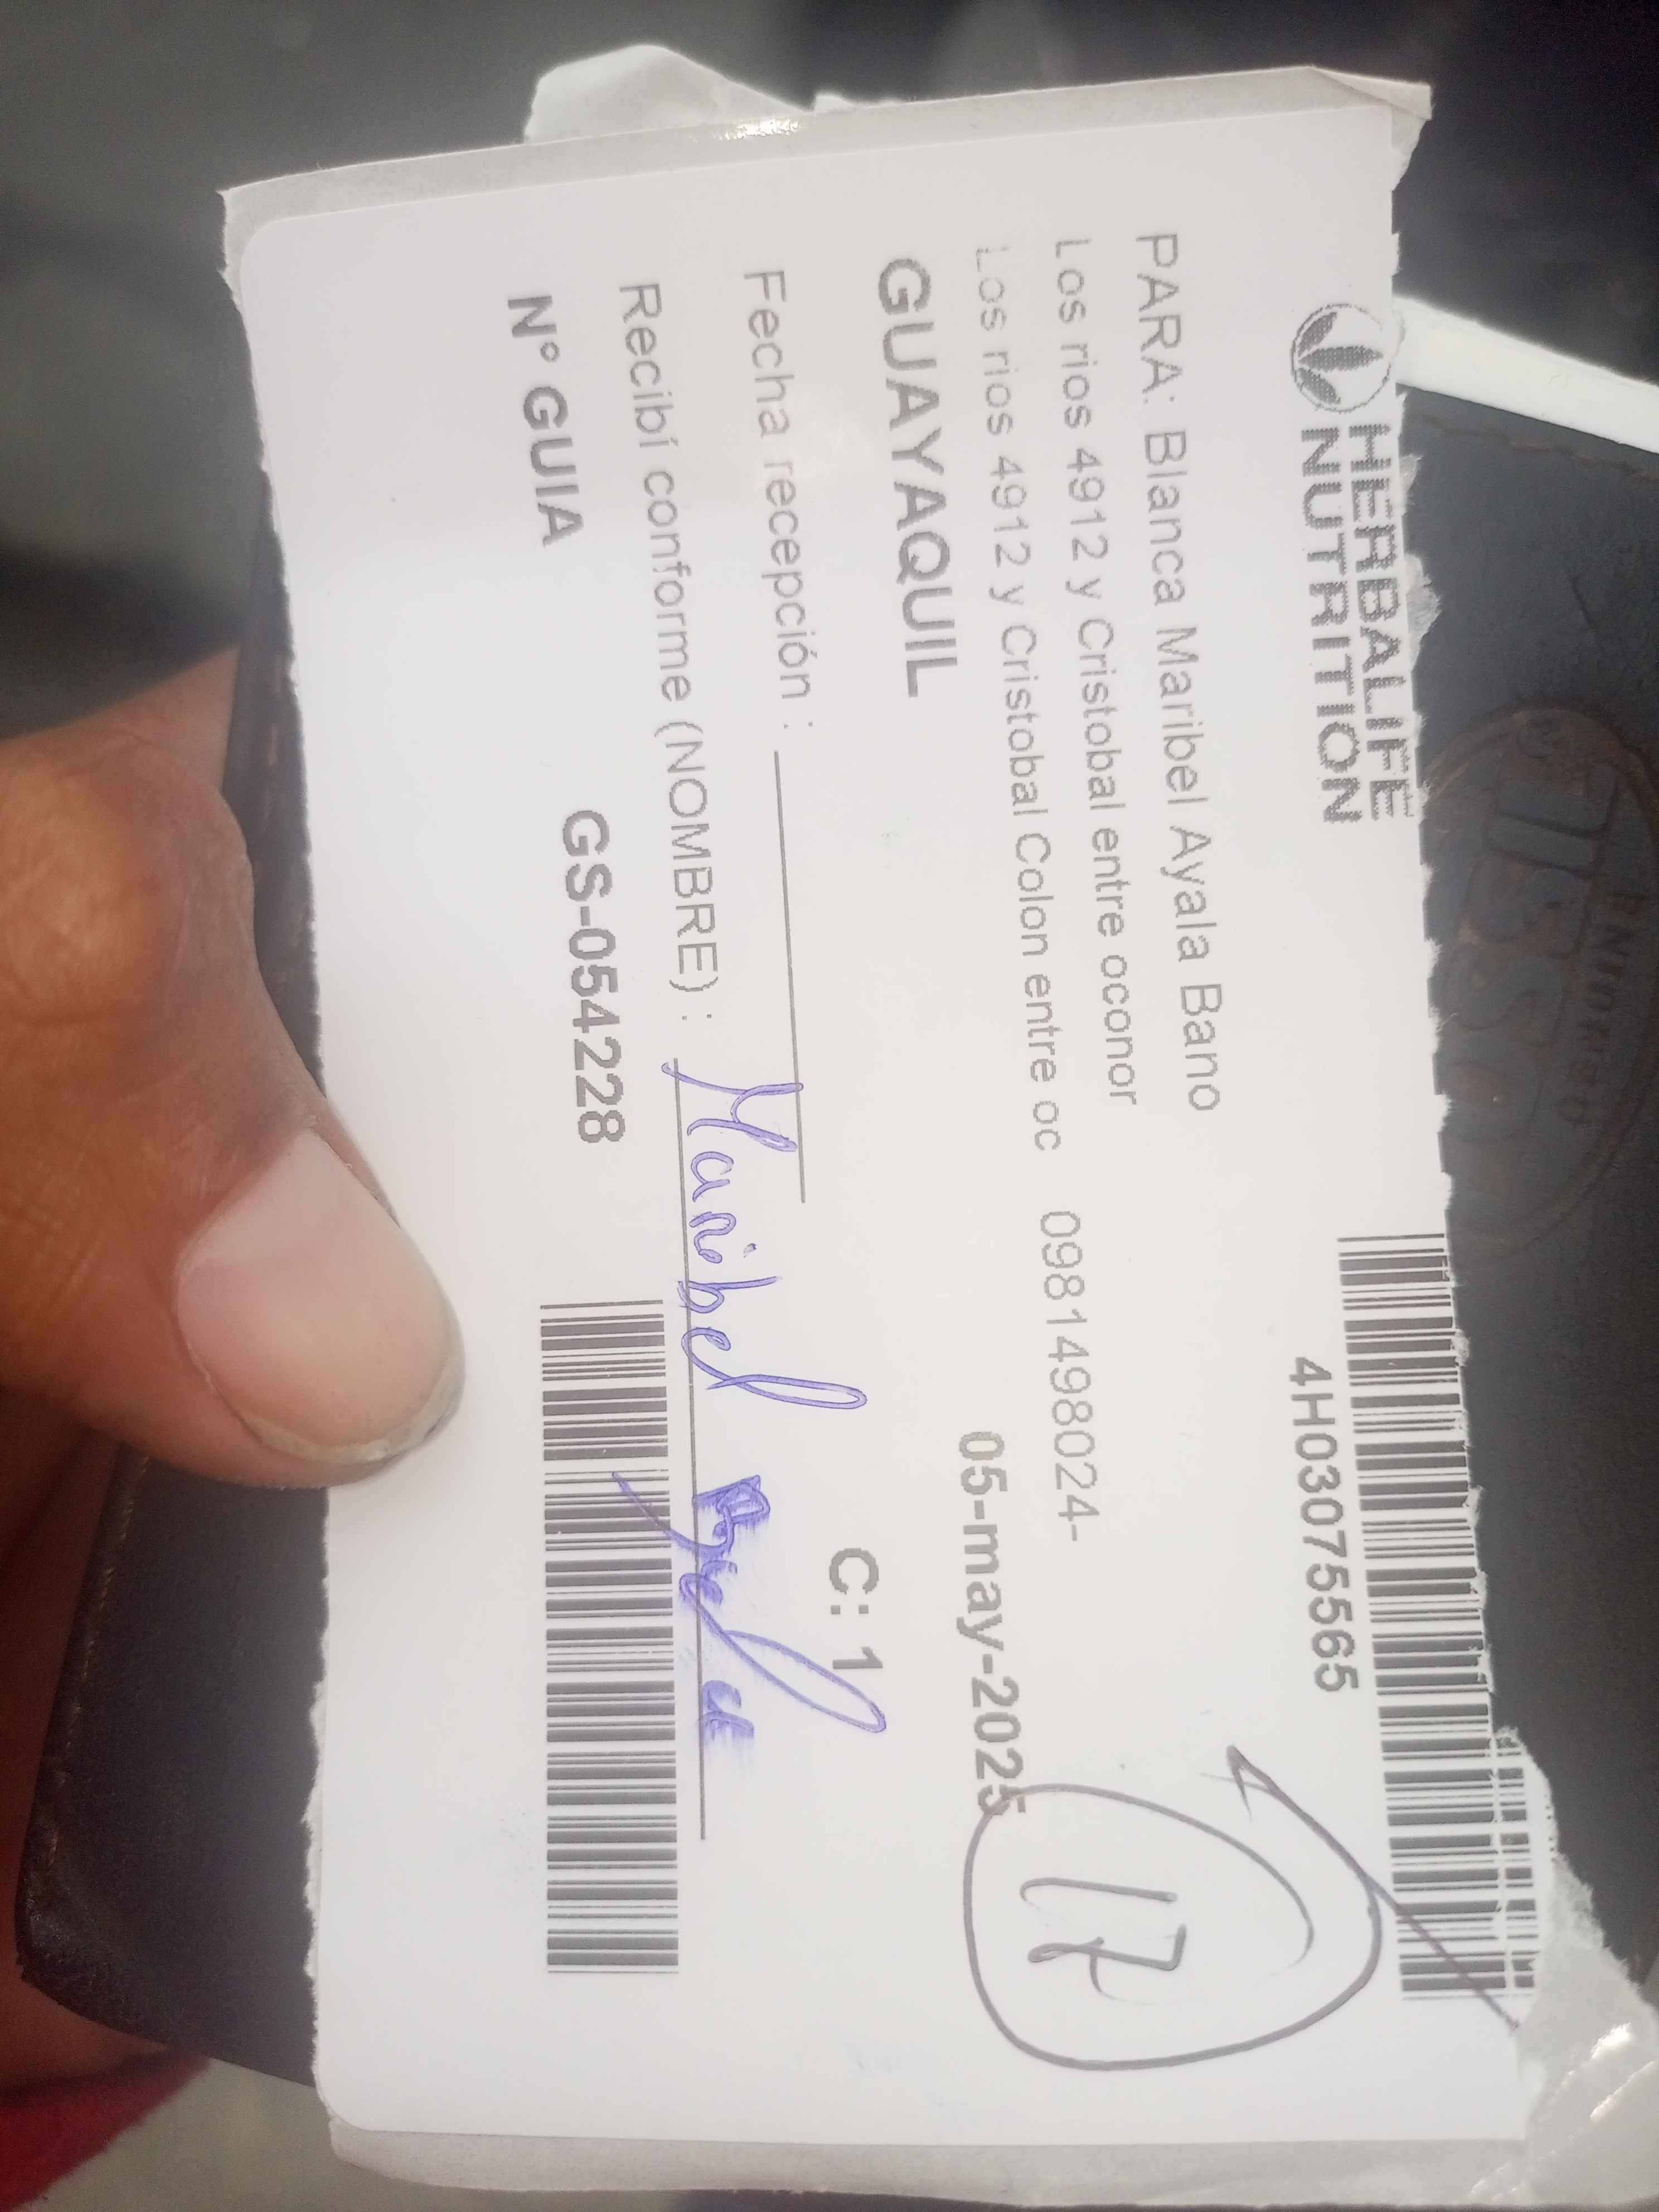 HERBALIFE
NUTRITION
4H03075565
PARA: Blanca Maribel Ayala Bano
Los rios 4912 y Cristobal entre oconor
Los rios 4912 y Cristobal Colon entre oc 0981498024-
GUAYAQUIL 05-may-2025
17
C: 1
Fecha recepción :
Recibí conforme (NOMBRE) : Maribel
N° GUIA GS-054228